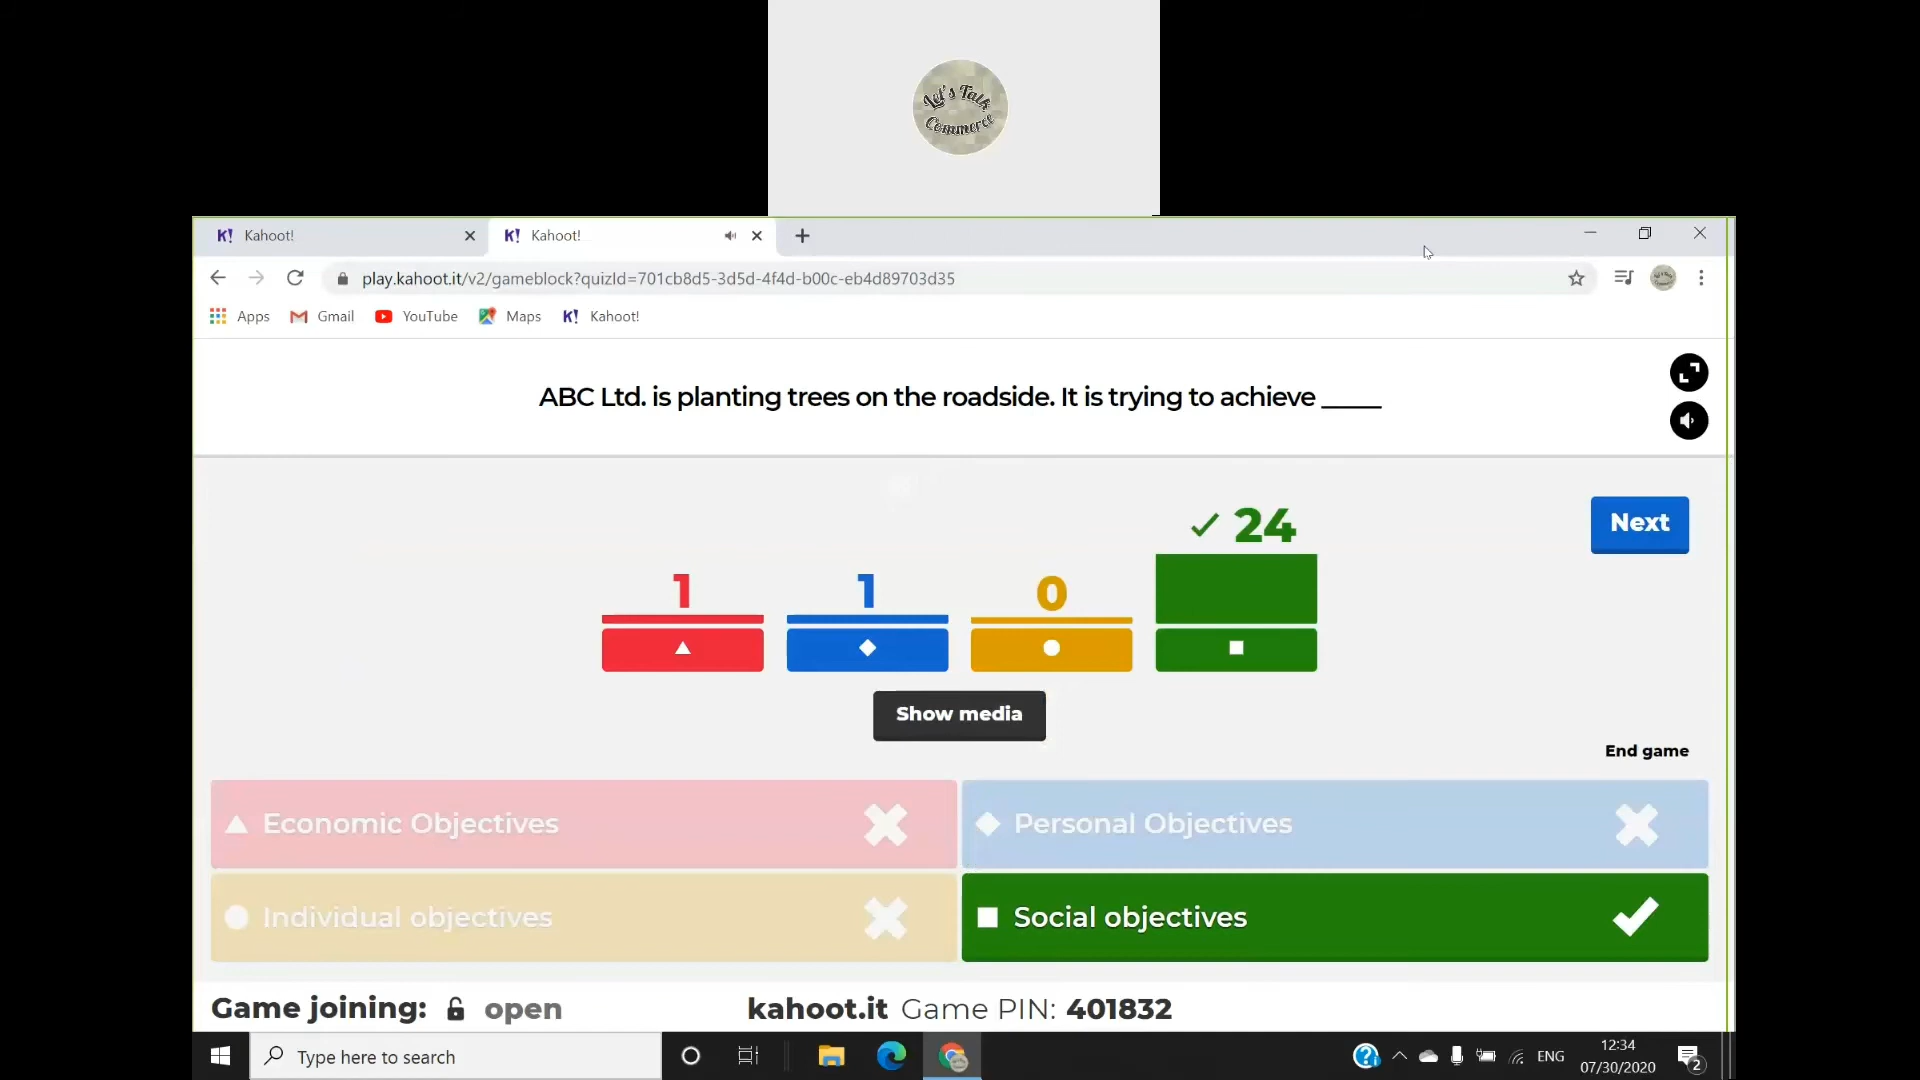 Let's Talk
Commerce
K! Kahoot!
K! Kahoot!
play.kahoot.it/v2/gameblock?quizId=701cb8d5-3d5d-4f4d-b00c-eb4d89703d35
Apps Gmail YouTube Maps K! Kahoot!
ABC Ltd. is planting trees on the roadside. It is trying to achieve _____
24
1 1 0
Next
Show media
End game
Economic Objectives
Personal Objectives
Individual objectives
Social objectives
Game joining: open kahoot.it Game PIN: 401832
Type here to search
ENG
12:34
07/30/2020
2